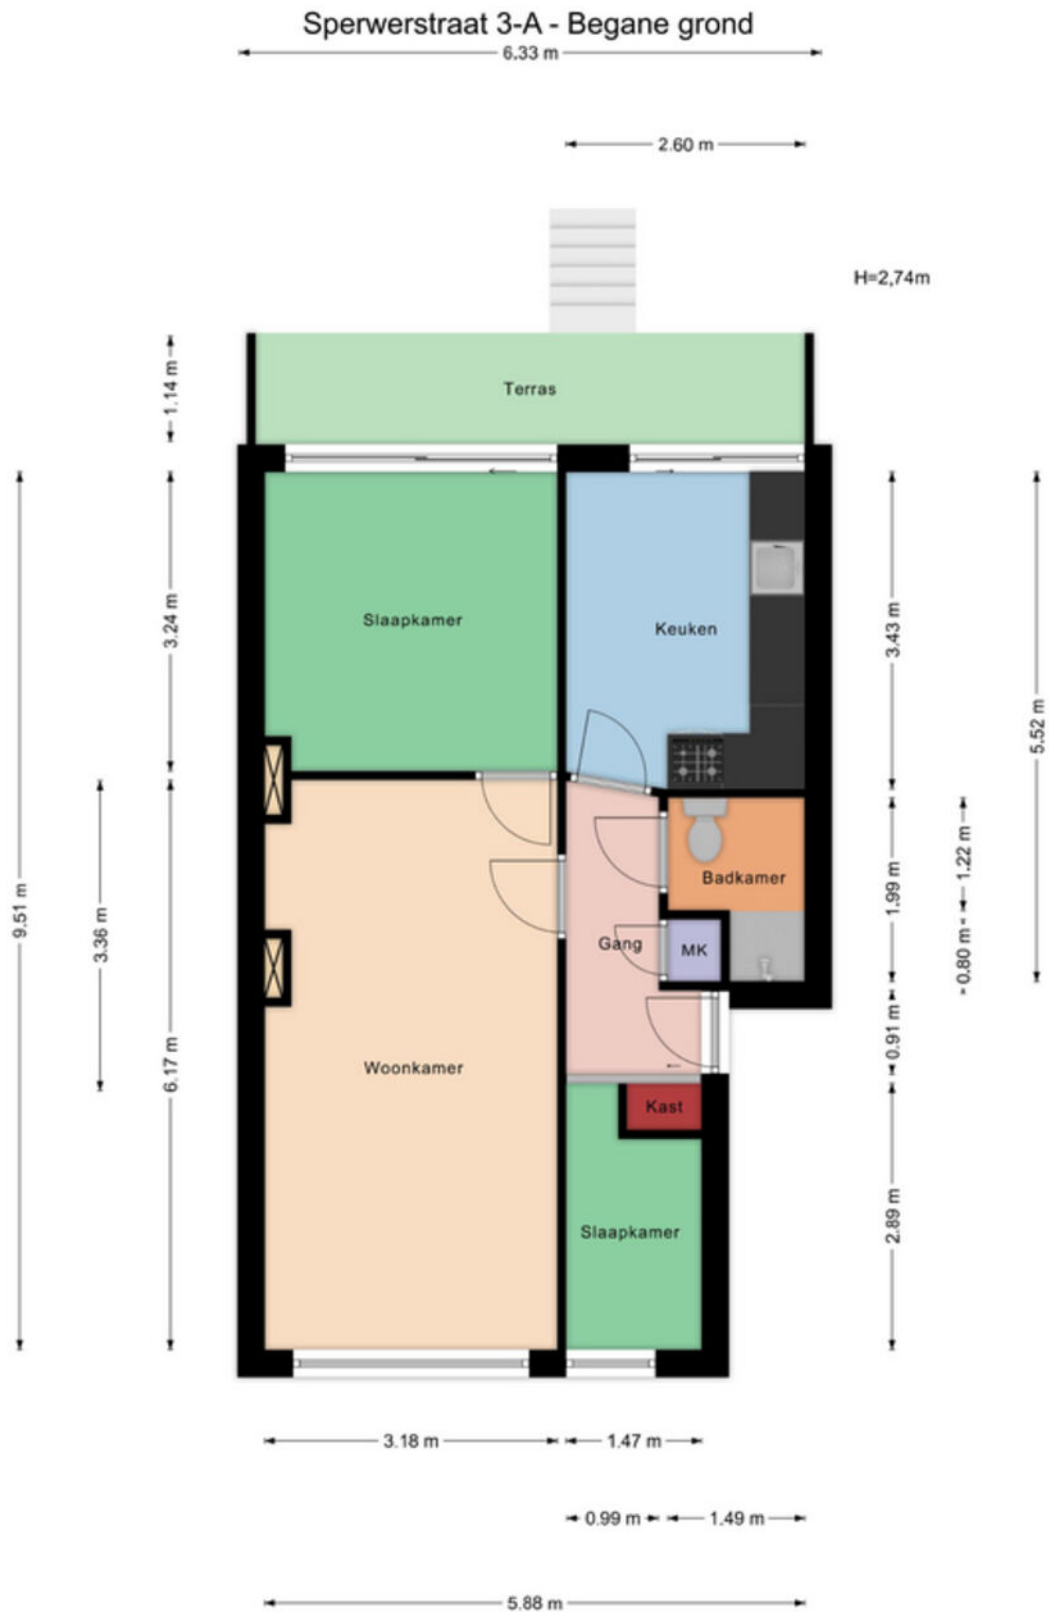 Sperwerstraat 3-A - Begane grond
6.33 m
2.60 m
H=2,74m
1.14 m
Terras
3.24 m
Slaapkamer
Keuken
3.43 m
5.52 m
9.51 m
3.36 m
6.17 m
Badkamer
1.99 m
1.22 m
0.80 m
Gang
MK
0.91 m
Woonkamer
Kast
Slaapkamer
2.89 m
3.18 m
1.47 m
0.99 m
1.49 m
5.88 m